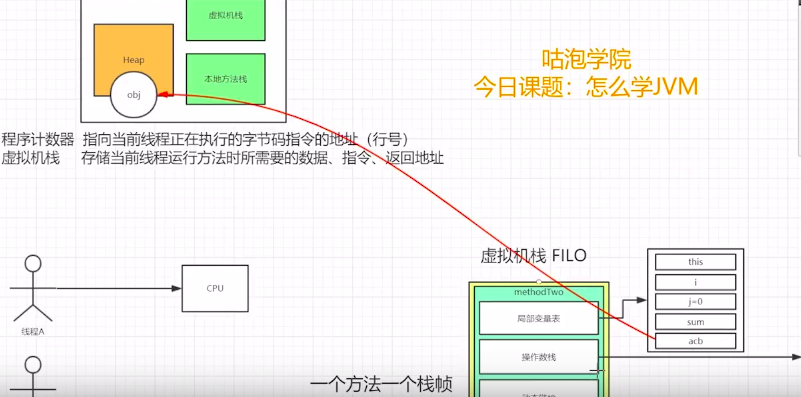 虚拟机栈
Heap
本地方法栈
obj
咕泡学院
今日课题：怎么学JVM
程序计数器 指向当前线程正在执行的字节码指令的地址（行号）
虚拟机栈 存储当前线程运行方法时所需要的数据、指令、返回地址
虚拟机栈 FILO
this
CPU
methodTwo
i
局部变量表
j=0
sum
线程A
acb
操作数栈
一个方法一个栈帧